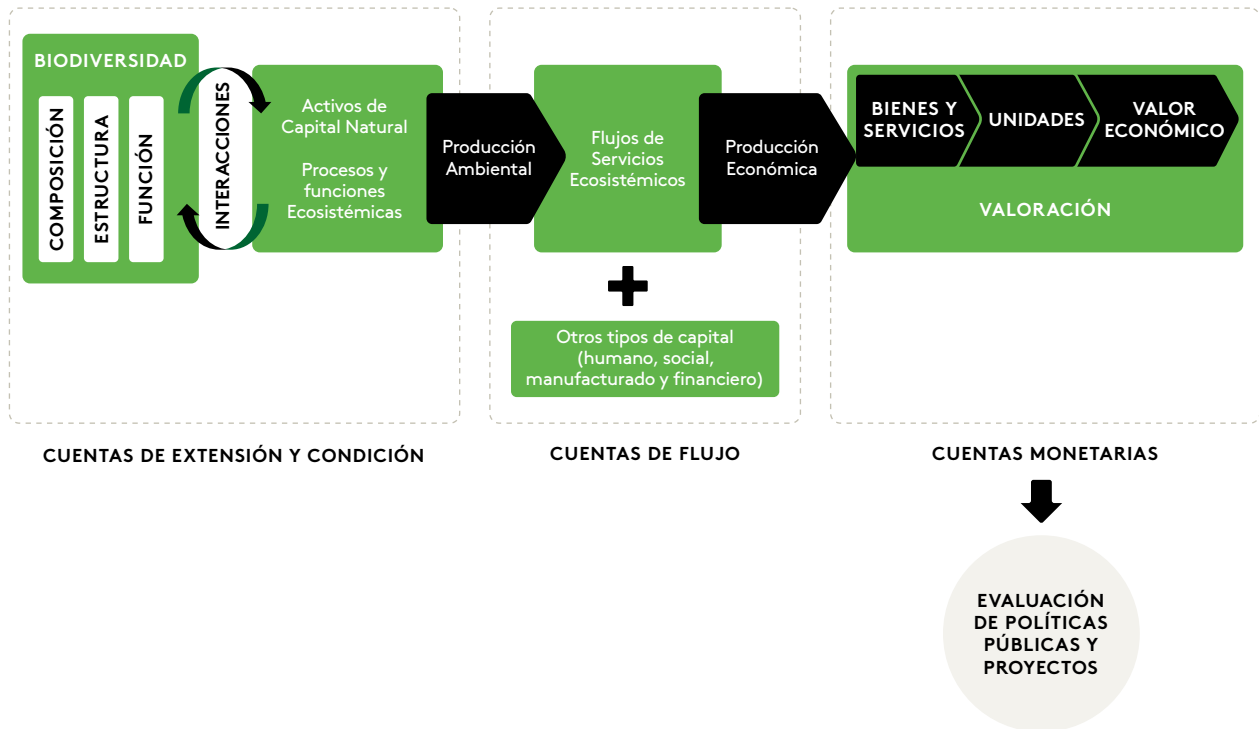 BIODIVERSIDAD
COMPOSICIÓN
ESTRUCTURA
FUNCIÓN
INTERACCIONES
Activos de
Capital Natural
Procesos y
funciones
Ecosistémicas
Producción
Ambiental
Flujos de
Servicios
Ecosistémicos
Otros tipos de capital
(humano, social,
manufacturado y financiero)
Producción
Económica
BIENES Y
SERVICIOS
UNIDADES
VALOR
ECONÓMICO
VALORACIÓN
CUENTAS DE EXTENSIÓN Y CONDICIÓN
CUENTAS DE FLUJO
CUENTAS MONETARIAS
EVALUACIÓN
DE POLÍTICAS
PÚBLICAS Y
PROYECTOS